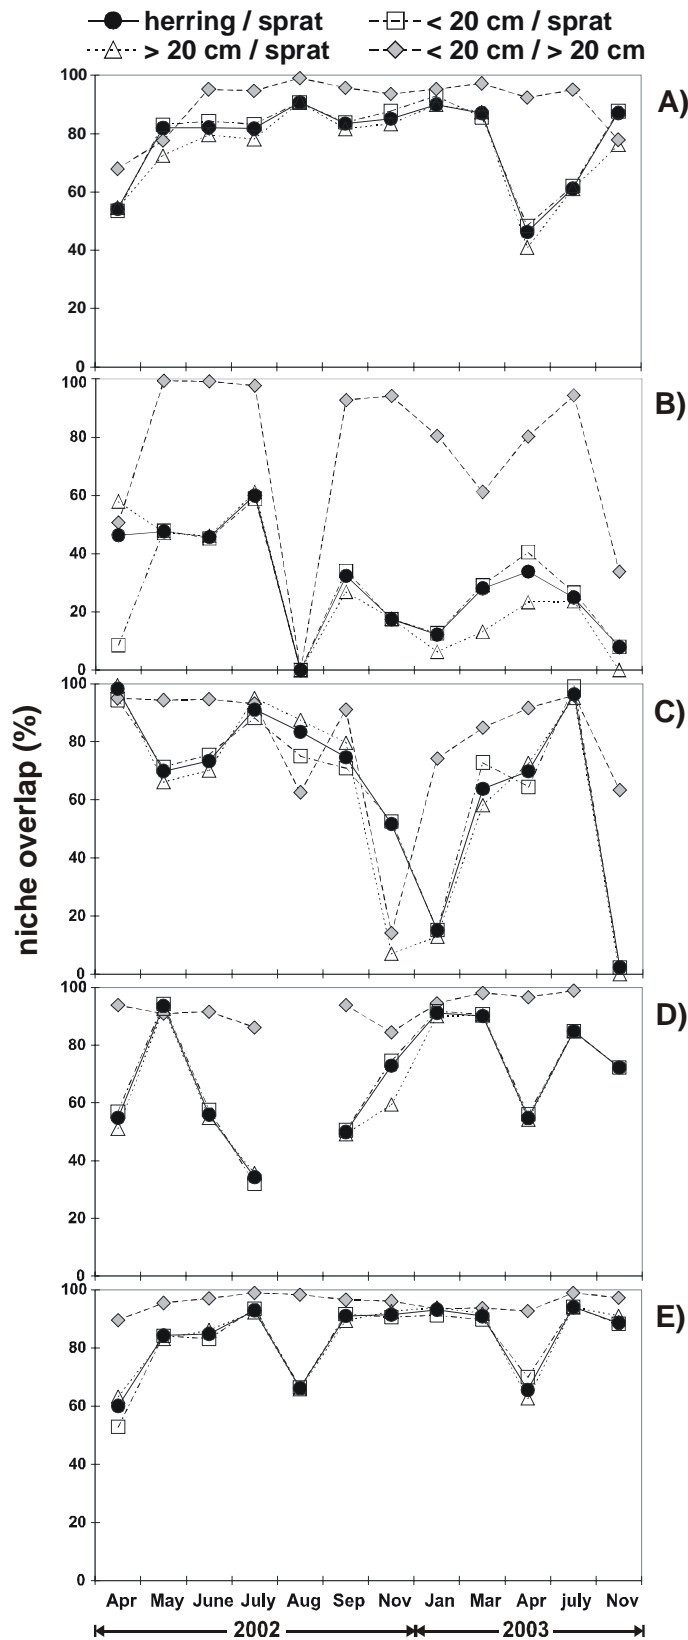 herring / sprat
< 20 cm / sprat
> 20 cm / sprat
< 20 cm / > 20 cm
niche overlap (%)
A)
100
80
60
40
20
0
B)
100
80
60
40
20
0
C)
100
80
60
40
20
0
D)
100
80
60
40
20
0
E)
100
80
60
40
20
0
Apr May June July Aug Sep Nov Jan Mar Apr july Nov
2002 2003